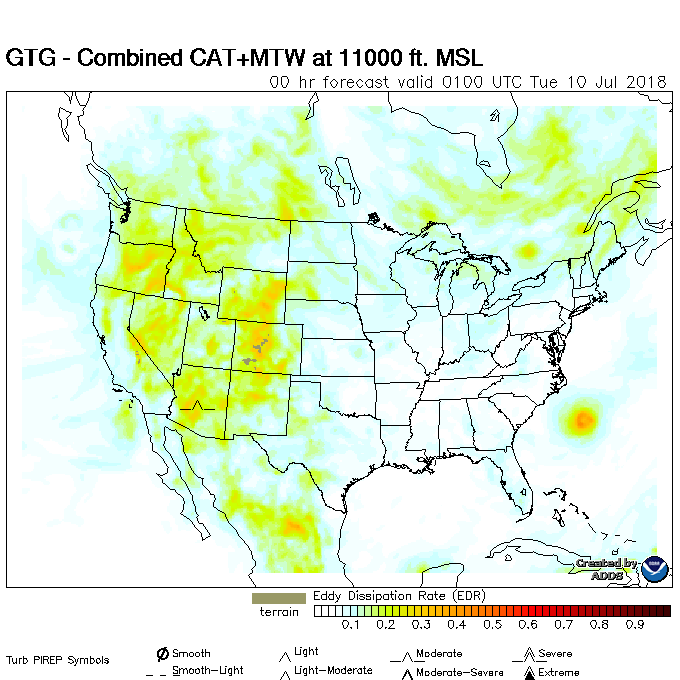 GTG - Combined CAT+MTW at 11000 ft. MSL
00 hr forecast valid 0100 UTC Tue 10 Jul 2018
Created by
ADDS
Eddy Dissipation Rate (EDR)
terrain
0.1 0.2 0.3 0.4 0.5 0.6 0.7 0.8 0.9
Turb PIREP Symbols
Smooth
Light
Moderate
Severe
Smooth-Light
Light-Moderate
Moderate-Severe
Extreme